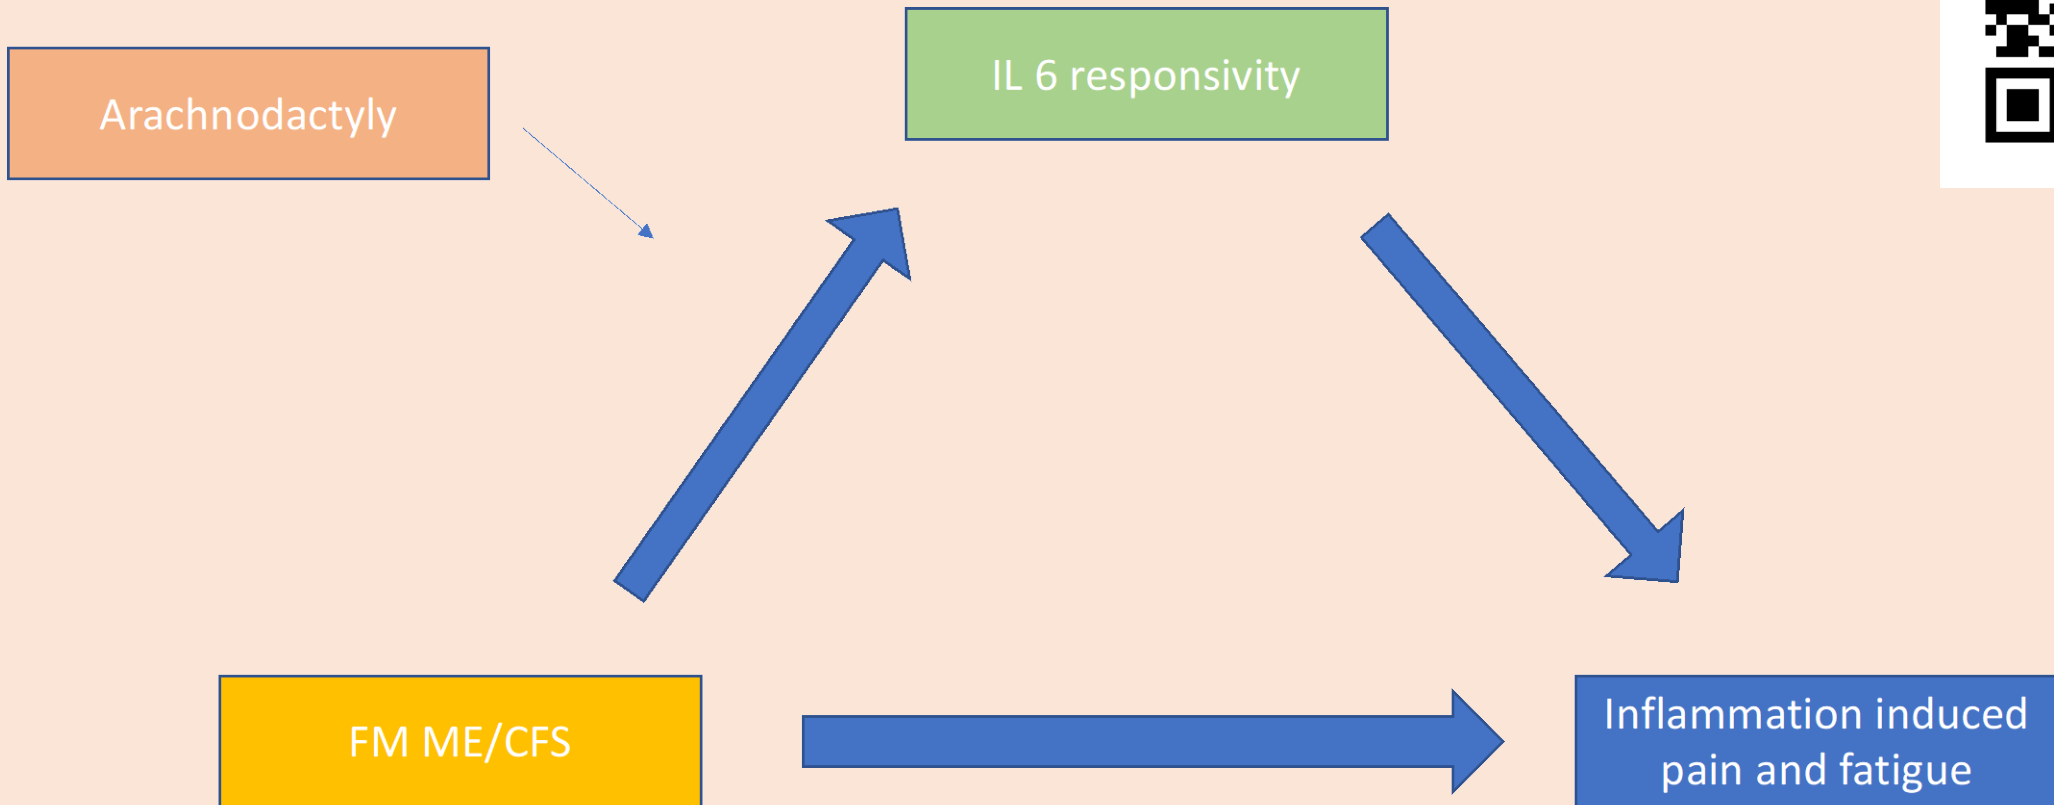 Arachnodactyly
IL 6 responsivity
FM ME/CFS
Inflammation induced
pain and fatigue